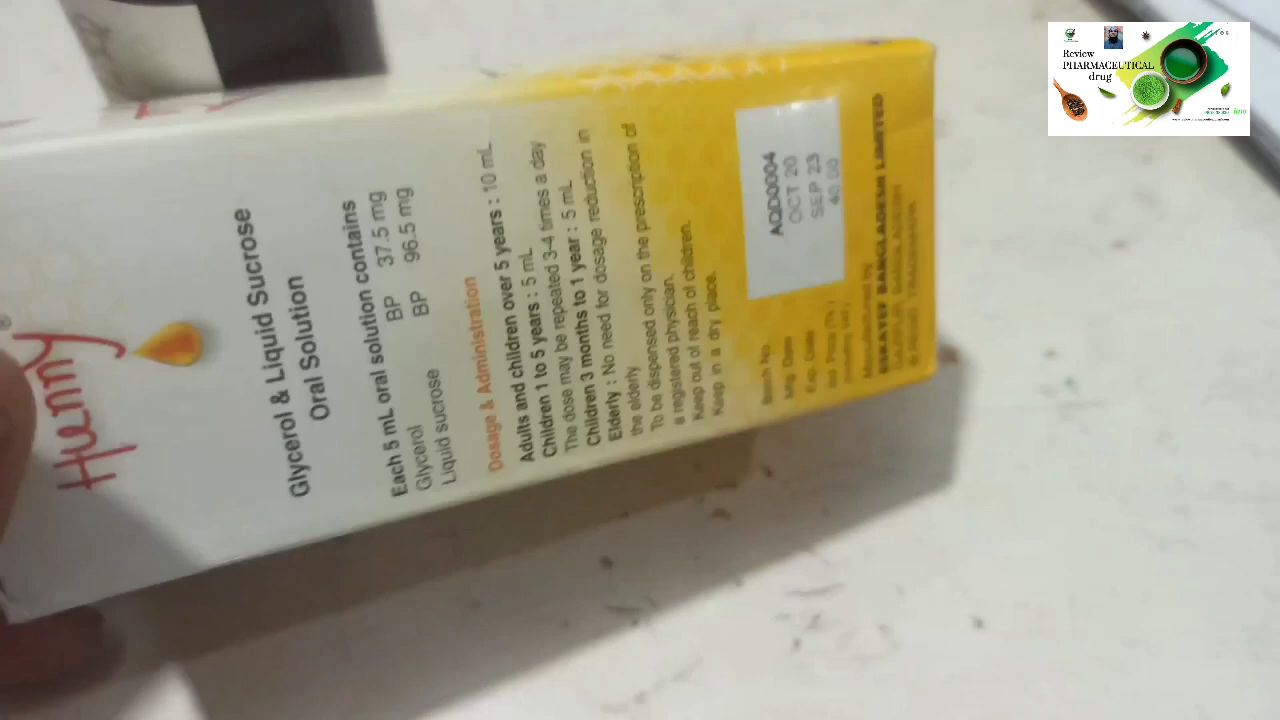 Henny
®
Glycerol & Liquid Sucrose
Oral Solution
Each 5 mL oral solution contains
Glycerol BP 37.5 mg
Liquid sucrose BP 96.5 mg
Dosage & Administration
Adults and children over 5 years : 10 mL
Children 1 to 5 years : 5 mL
The dose may be repeated 3-4 times a day
Children 3 months to 1 year : 5 mL
Elderly : No need for dosage reduction in
the elderly
To be dispensed only on the prescription of
a registered physician.
Keep out of reach of children.
Keep in a dry place.
Batch No. AQD0004
Mfg. Date OCT 20
Exp. Date SEP 23
40.00
Manufactured by
ESKAYEF BANGLADESH LIMITED
BANGLADESH
TRADEMARK
Review
PHARMACEUTICAL
drug